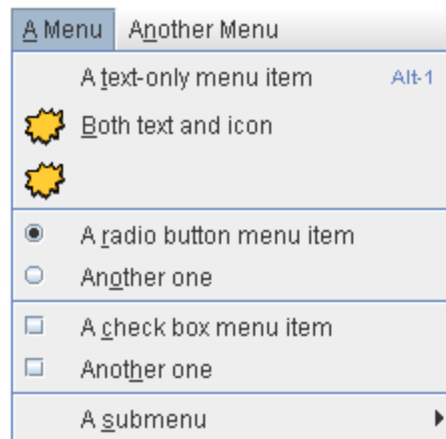 A Menu Another Menu
A text-only menu item Alt-1
Both text and icon
A radio button menu item
Another one
A check box menu item
Another one
A submenu